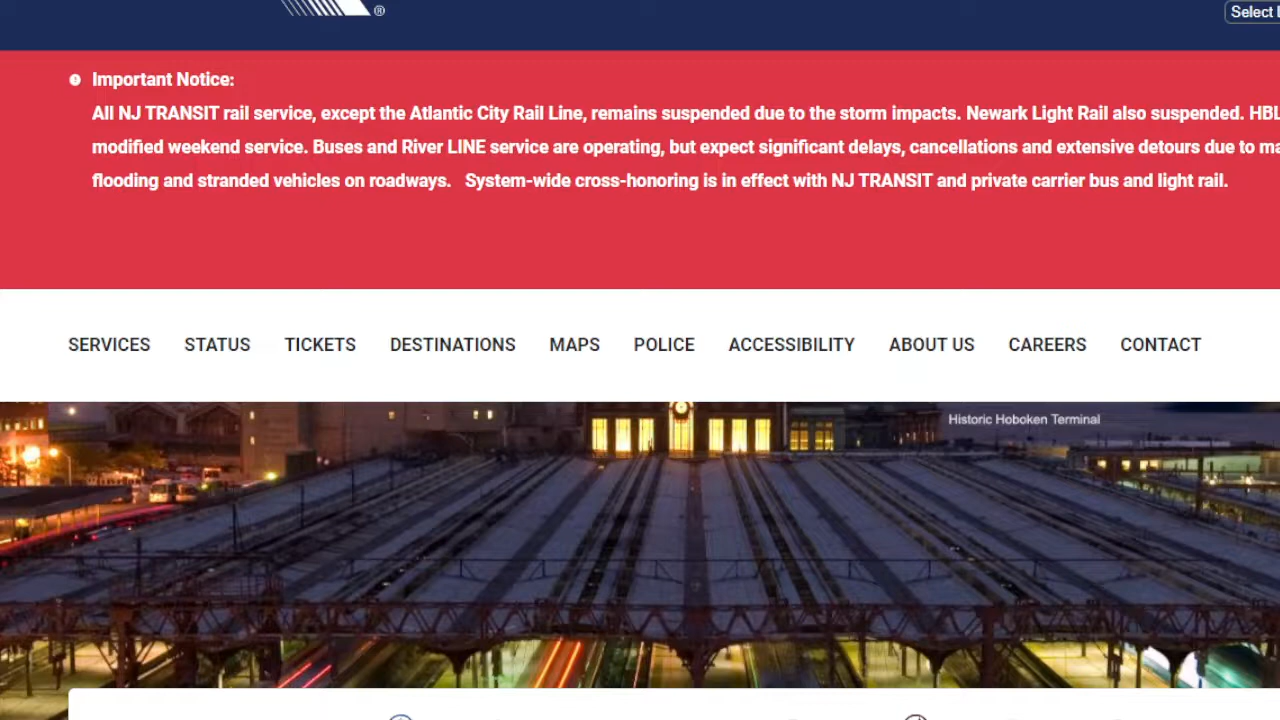 ®
Select
Important Notice:
All NJ TRANSIT rail service, except the Atlantic City Rail Line, remains suspended due to the storm impacts. Newark Light Rail also suspended. HBL
modified weekend service. Buses and River LINE service are operating, but expect significant delays, cancellations and extensive detours due to ma
flooding and stranded vehicles on roadways. System-wide cross-honoring is in effect with NJ TRANSIT and private carrier bus and light rail.
SERVICES STATUS TICKETS DESTINATIONS MAPS POLICE ACCESSIBILITY ABOUT US CAREERS CONTACT
Historic Hoboken Terminal